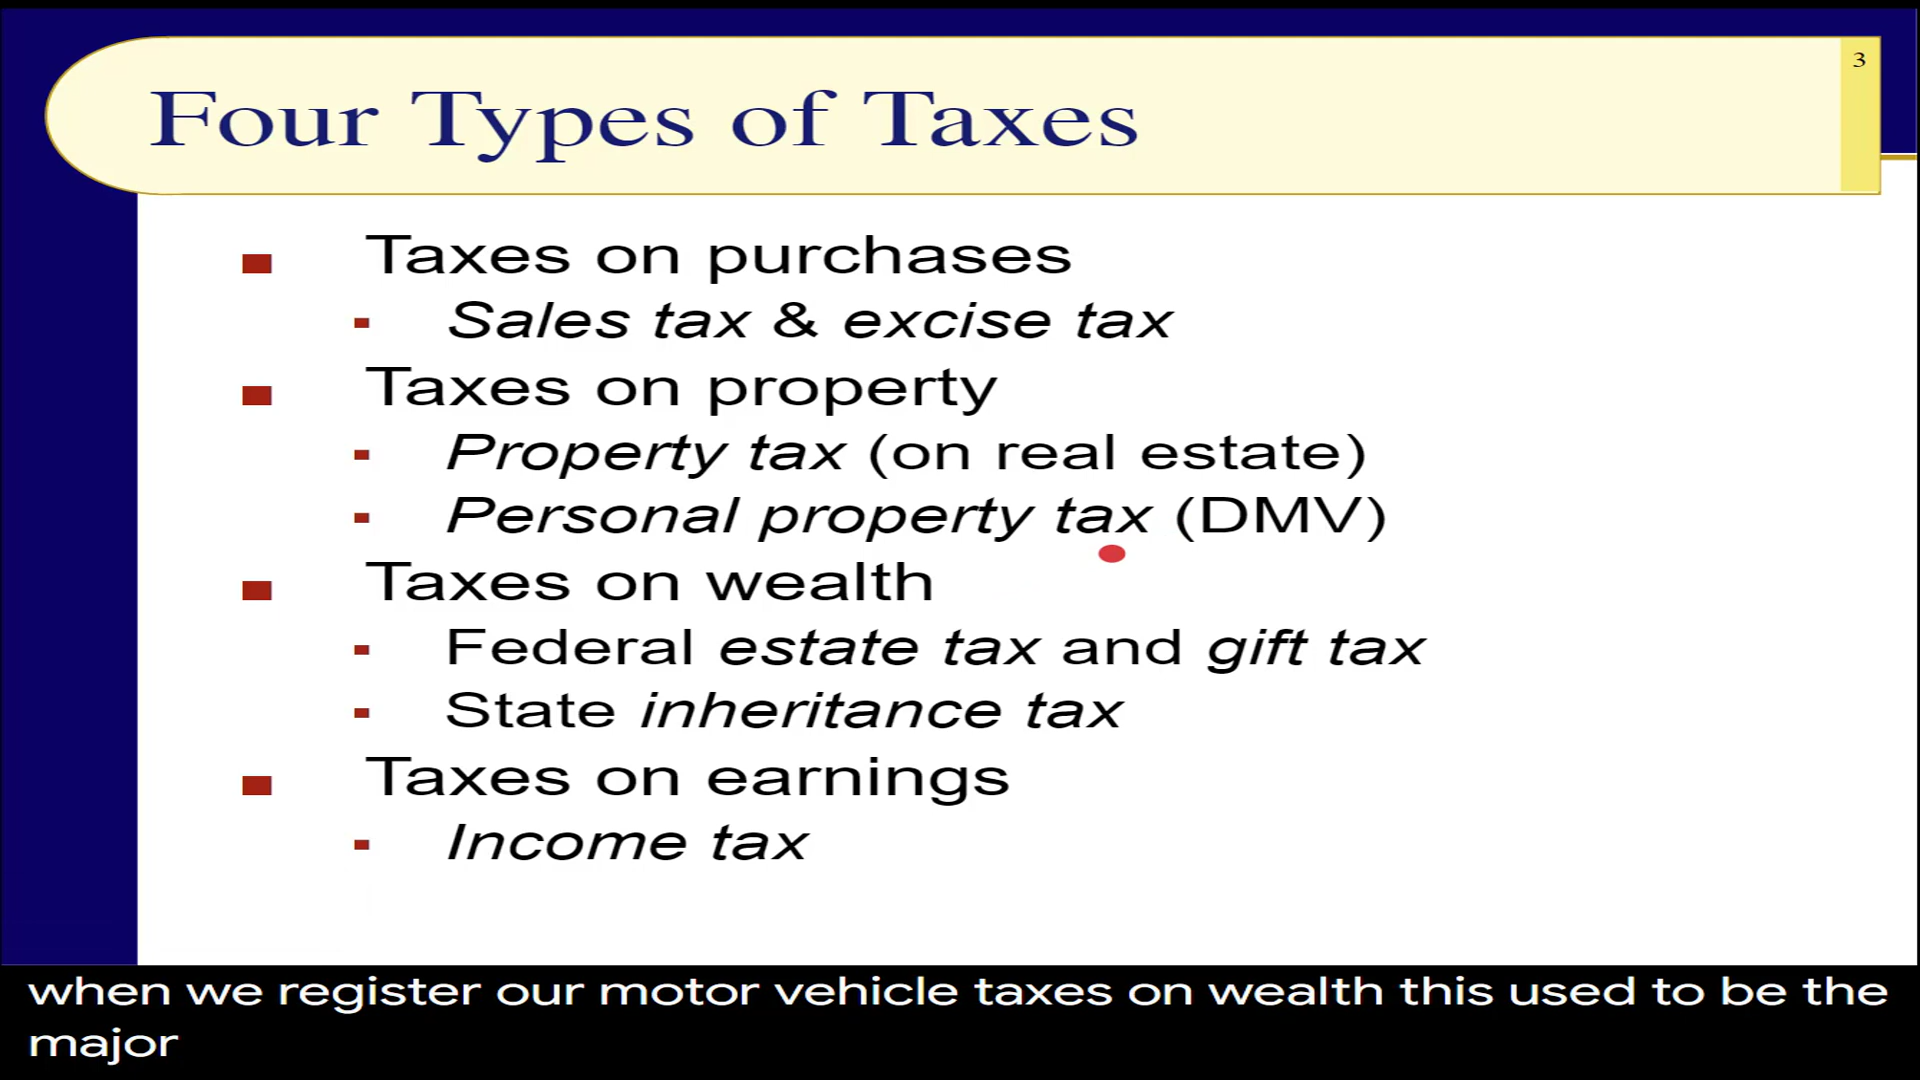 3
Four Types of Taxes
Taxes on purchases
Sales tax & excise tax
Taxes on property
Property tax (on real estate)
Personal property tax (DMV)
Taxes on wealth
Federal estate tax and gift tax
State inheritance tax
Taxes on earnings
Income tax
when we register our motor vehicle taxes on wealth this used to be the
major